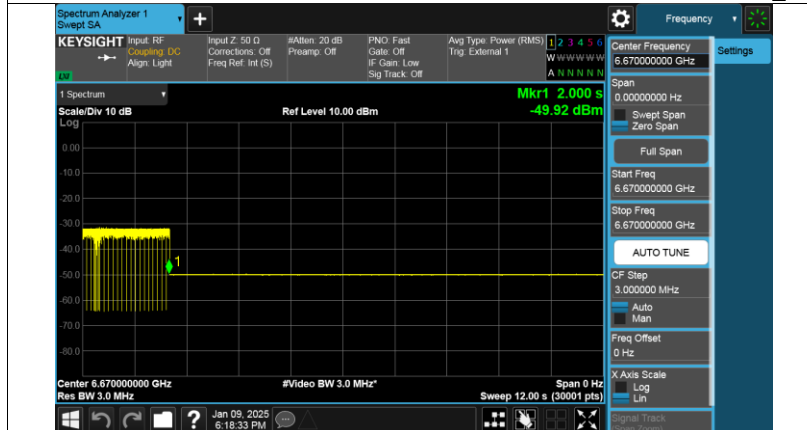 Spectrum Analyzer 1
Swept SA
+
Frequency
KEYSIGHT
Input: RF
Coupling: DC
Align: Light
Input Z: 50 Ω
Corrections: Off
Freq Ref: Int (S)
#Atten: 20 dB
Preamp: Off
PNO: Fast
Gate: Off
IF Gain: Low
Sig Track: Off
Avg Type: Power (RMS)
Trig: External 1
1 2 3 4 5 6
W W W W W W
A N N N N N
Center Frequency
6.670000000 GHz
Settings
Span
0.00000000 Hz
Swept Span
Zero Span
Full Span
Start Freq
6.670000000 GHz
Stop Freq
6.670000000 GHz
AUTO TUNE
CF Step
3.000000 MHz
Auto
Man
Freq Offset
0 Hz
X Axis Scale
Log
Lin
Signal Track
(Span Zoom)
1 Spectrum
Scale/Div 10 dB
Ref Level 10.00 dBm
Mkr1 2.000 s
-49.92 dBm
Log
0.00
-10.0
-20.0
-30.0
-40.0
-50.0
-60.0
-70.0
-80.0
1
Center 6.670000000 GHz
#Video BW 3.0 MHz*
Span 0 Hz
Res BW 3.0 MHz
Sweep 12.00 s (30001 pts)
?
Jan 09, 2025
6:18:33 PM